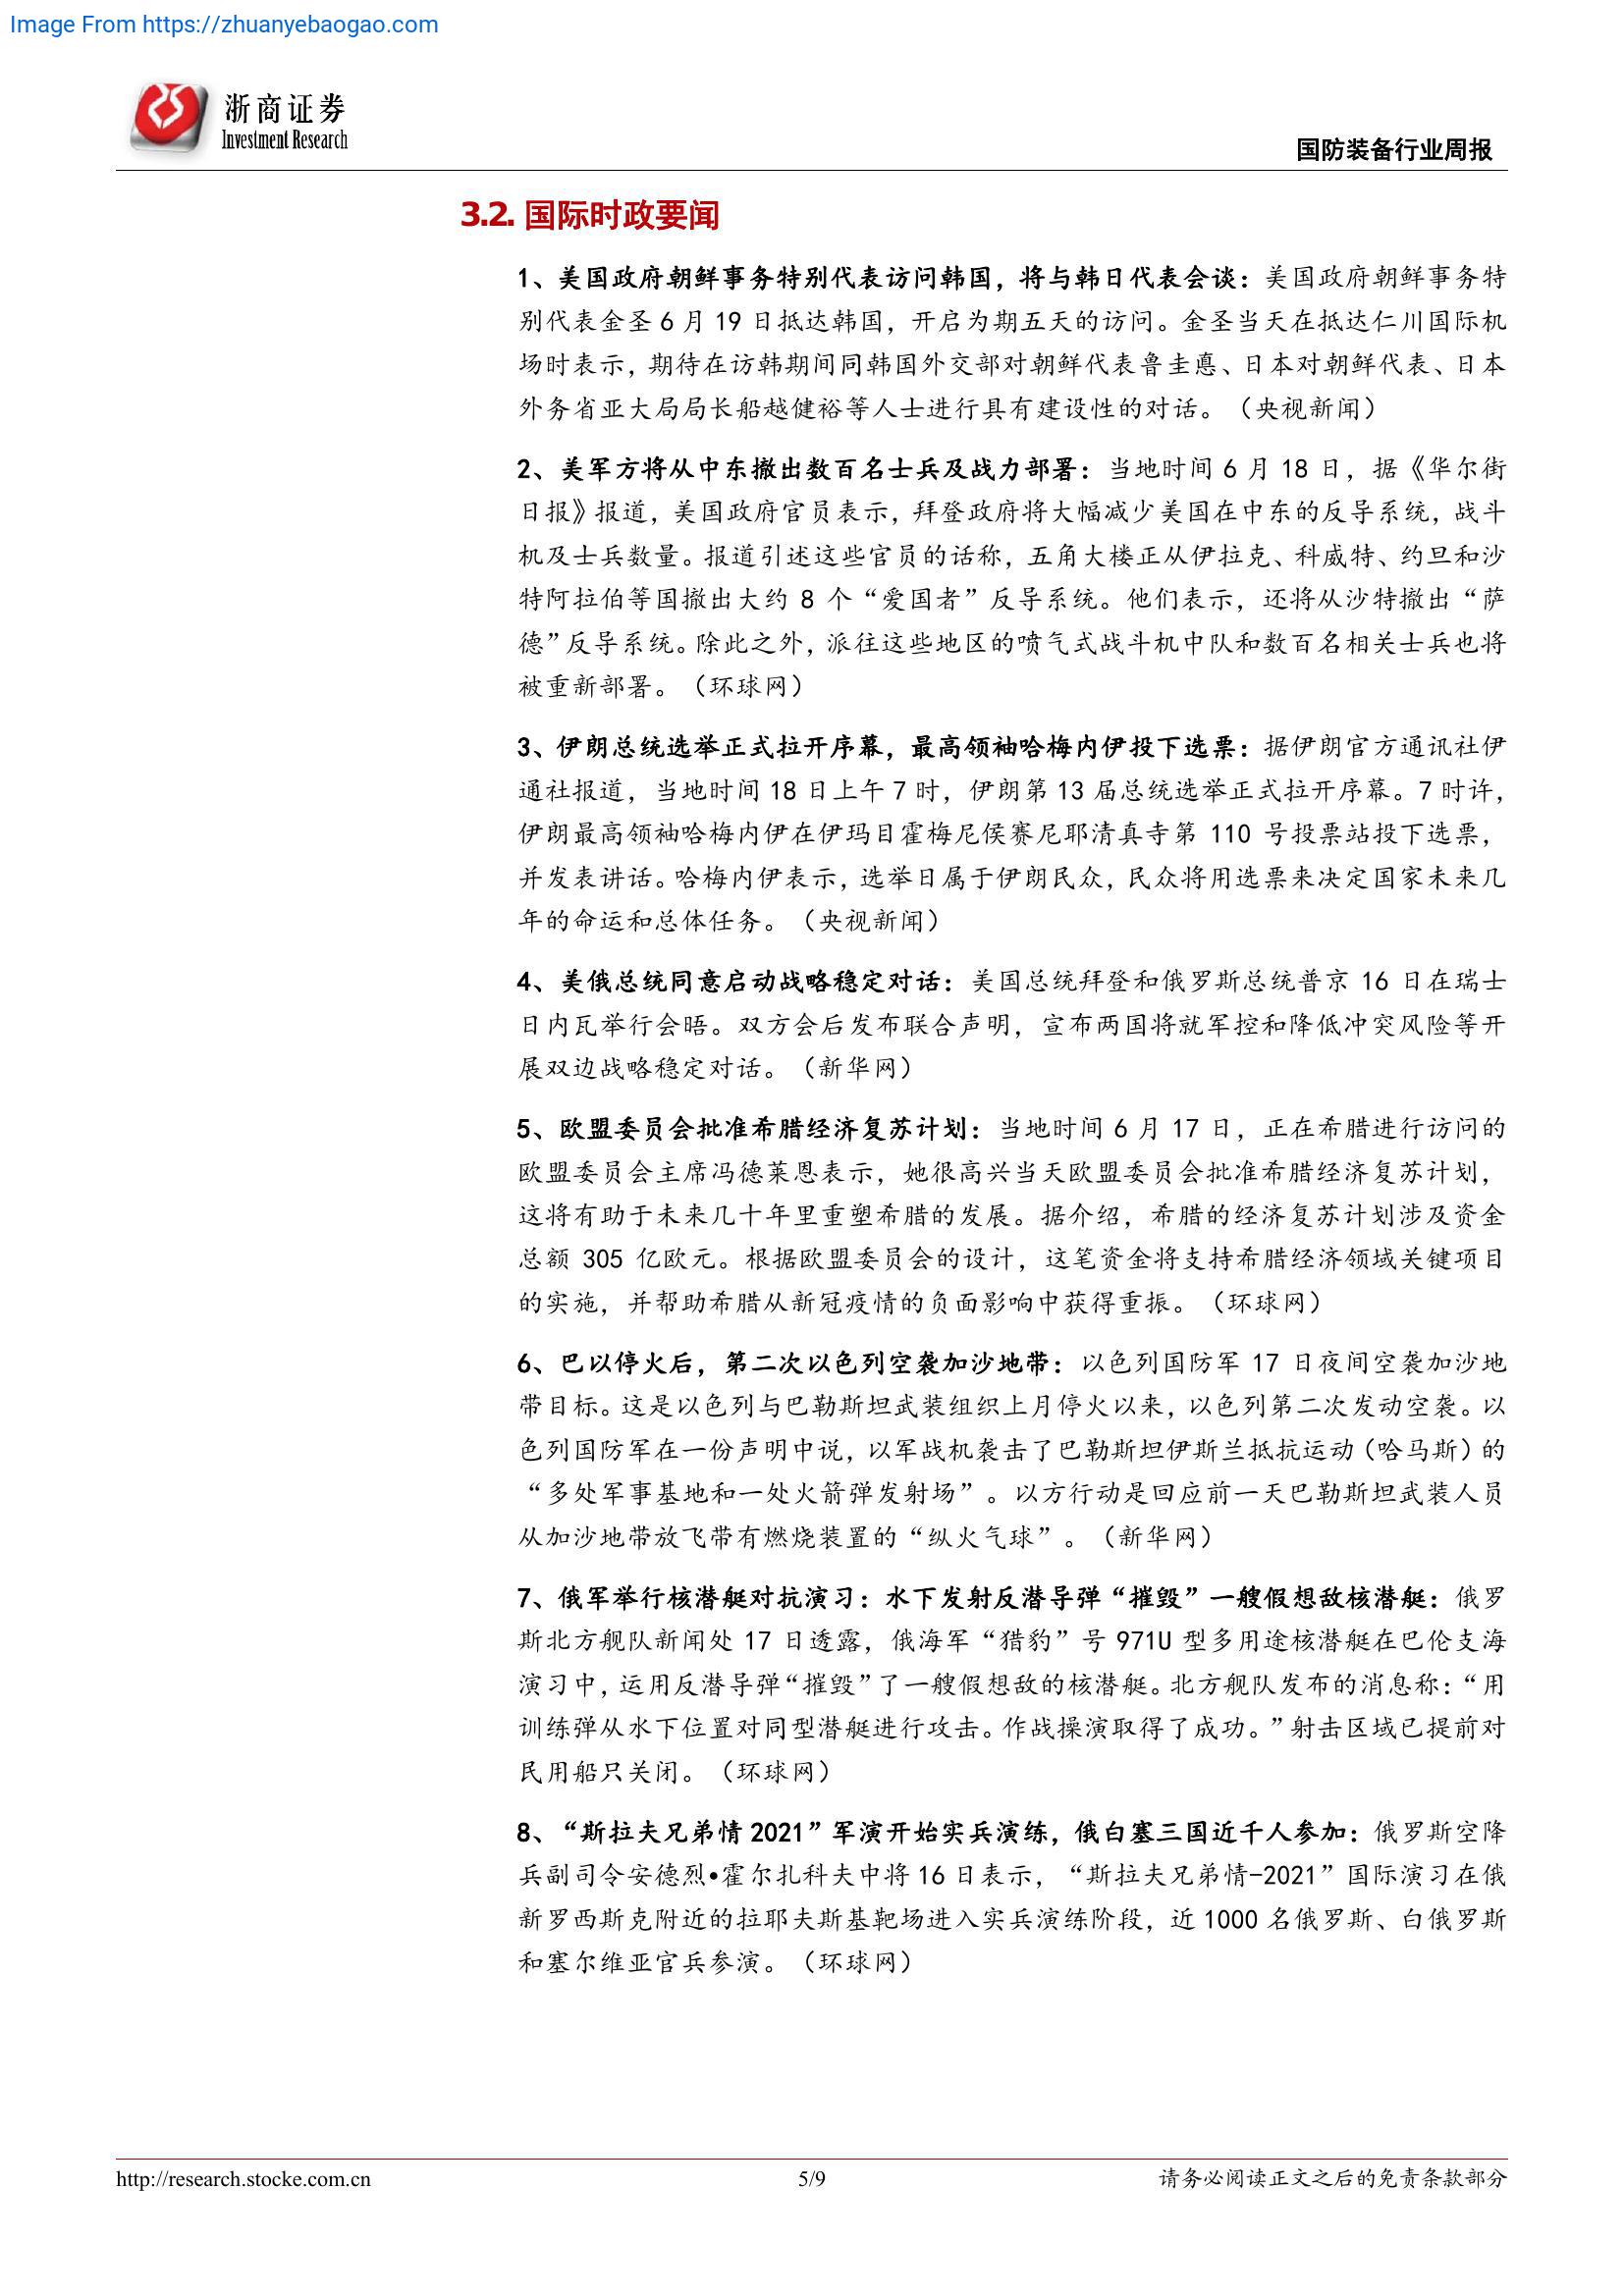 Image From https://zhuanyebaogao.com
浙商证券
Investment Research
国防装备行业周报
3.2. 国际时政要闻
1、美国政府朝鲜事务特别代表访问韩国，将与韩日代表会谈：美国政府朝鲜事务特
别代表金圣 6 月 19 日抵达韩国，开启为期五天的访问。金圣当天在抵达仁川国际机
场时表示，期待在访韩期间同韩国外交部对朝鲜代表鲁圭悳、日本对朝鲜代表、日本
外务省亚大局局长船越健裕等人士进行具有建设性的对话。（央视新闻）
2、美军方将从中东撤出数百名士兵及战力部署：当地时间 6 月 18 日，据《华尔街
日报》报道，美国政府官员表示，拜登政府将大幅减少美国在中东的反导系统，战斗
机及士兵数量。报道引述这些官员的话称，五角大楼正从伊拉克、科威特、约旦和沙
特阿拉伯等国撤出大约 8 个“爱国者”反导系统。他们表示，还将从沙特撤出“萨
德”反导系统。除此之外，派往这些地区的喷气式战斗机中队和数百名相关士兵也将
被重新部署。（环球网）
3、伊朗总统选举正式拉开序幕，最高领袖哈梅内伊投下选票：据伊朗官方通讯社伊
通社报道，当地时间 18 日上午 7 时，伊朗第 13 届总统选举正式拉开序幕。7 时许，
伊朗最高领袖哈梅内伊在伊玛目霍梅尼侯赛尼耶清真寺第 110 号投票站投下选票，
并发表讲话。哈梅内伊表示，选举日属于伊朗民众，民众将用选票来决定国家未来几
年的命运和总体任务。（央视新闻）
4、美俄总统同意启动战略稳定对话：美国总统拜登和俄罗斯总统普京 16 日在瑞士
日内瓦举行会晤。双方会后发布联合声明，宣布两国将就军控和降低冲突风险等开
展双边战略稳定对话。（新华网）
5、欧盟委员会批准希腊经济复苏计划：当地时间 6 月 17 日，正在希腊进行访问的
欧盟委员会主席冯德莱恩表示，她很高兴当天欧盟委员会批准希腊经济复苏计划，
这将有助于未来几十年里重塑希腊的发展。据介绍，希腊的经济复苏计划涉及资金
总额 305 亿欧元。根据欧盟委员会的设计，这笔资金将支持希腊经济领域关键项目
的实施，并帮助希腊从新冠疫情的负面影响中获得重振。（环球网）
6、巴以停火后，第二次以色列空袭加沙地带：以色列国防军 17 日夜间空袭加沙地
带目标。这是以色列与巴勒斯坦武装组织上月停火以来，以色列第二次发动空袭。以
色列国防军在一份声明中说，以军战机袭击了巴勒斯坦伊斯兰抵抗运动（哈马斯）的
“多处军事基地和一处火箭弹发射场”。以方行动是回应前一天巴勒斯坦武装人员
从加沙地带放飞带有燃烧装置的“纵火气球”。（新华网）
7、俄军举行核潜艇对抗演习：水下发射反潜导弹“摧毁”一艘假想敌核潜艇：俄罗
斯北方舰队新闻处 17 日透露，俄海军“猎豹”号 971U 型多用途核潜艇在巴伦支海
演习中，运用反潜导弹“摧毁”了一艘假想敌的核潜艇。北方舰队发布的消息称：“用
训练弹从水下位置对同型潜艇进行攻击。作战操演取得了成功。”射击区域已提前对
民用船只关闭。（环球网）
8、“斯拉夫兄弟情 2021”军演开始实兵演练，俄白塞三国近千人参加：俄罗斯空降
兵副司令安德烈•霍尔扎科夫中将 16 日表示，“斯拉夫兄弟情-2021”国际演习在俄
新罗西斯克附近的拉耶夫斯基靶场进入实兵演练阶段，近 1000 名俄罗斯、白俄罗斯
和塞尔维亚官兵参演。（环球网）
http://research.stocke.com.cn
5/9
请务必阅读正文之后的免责条款部分